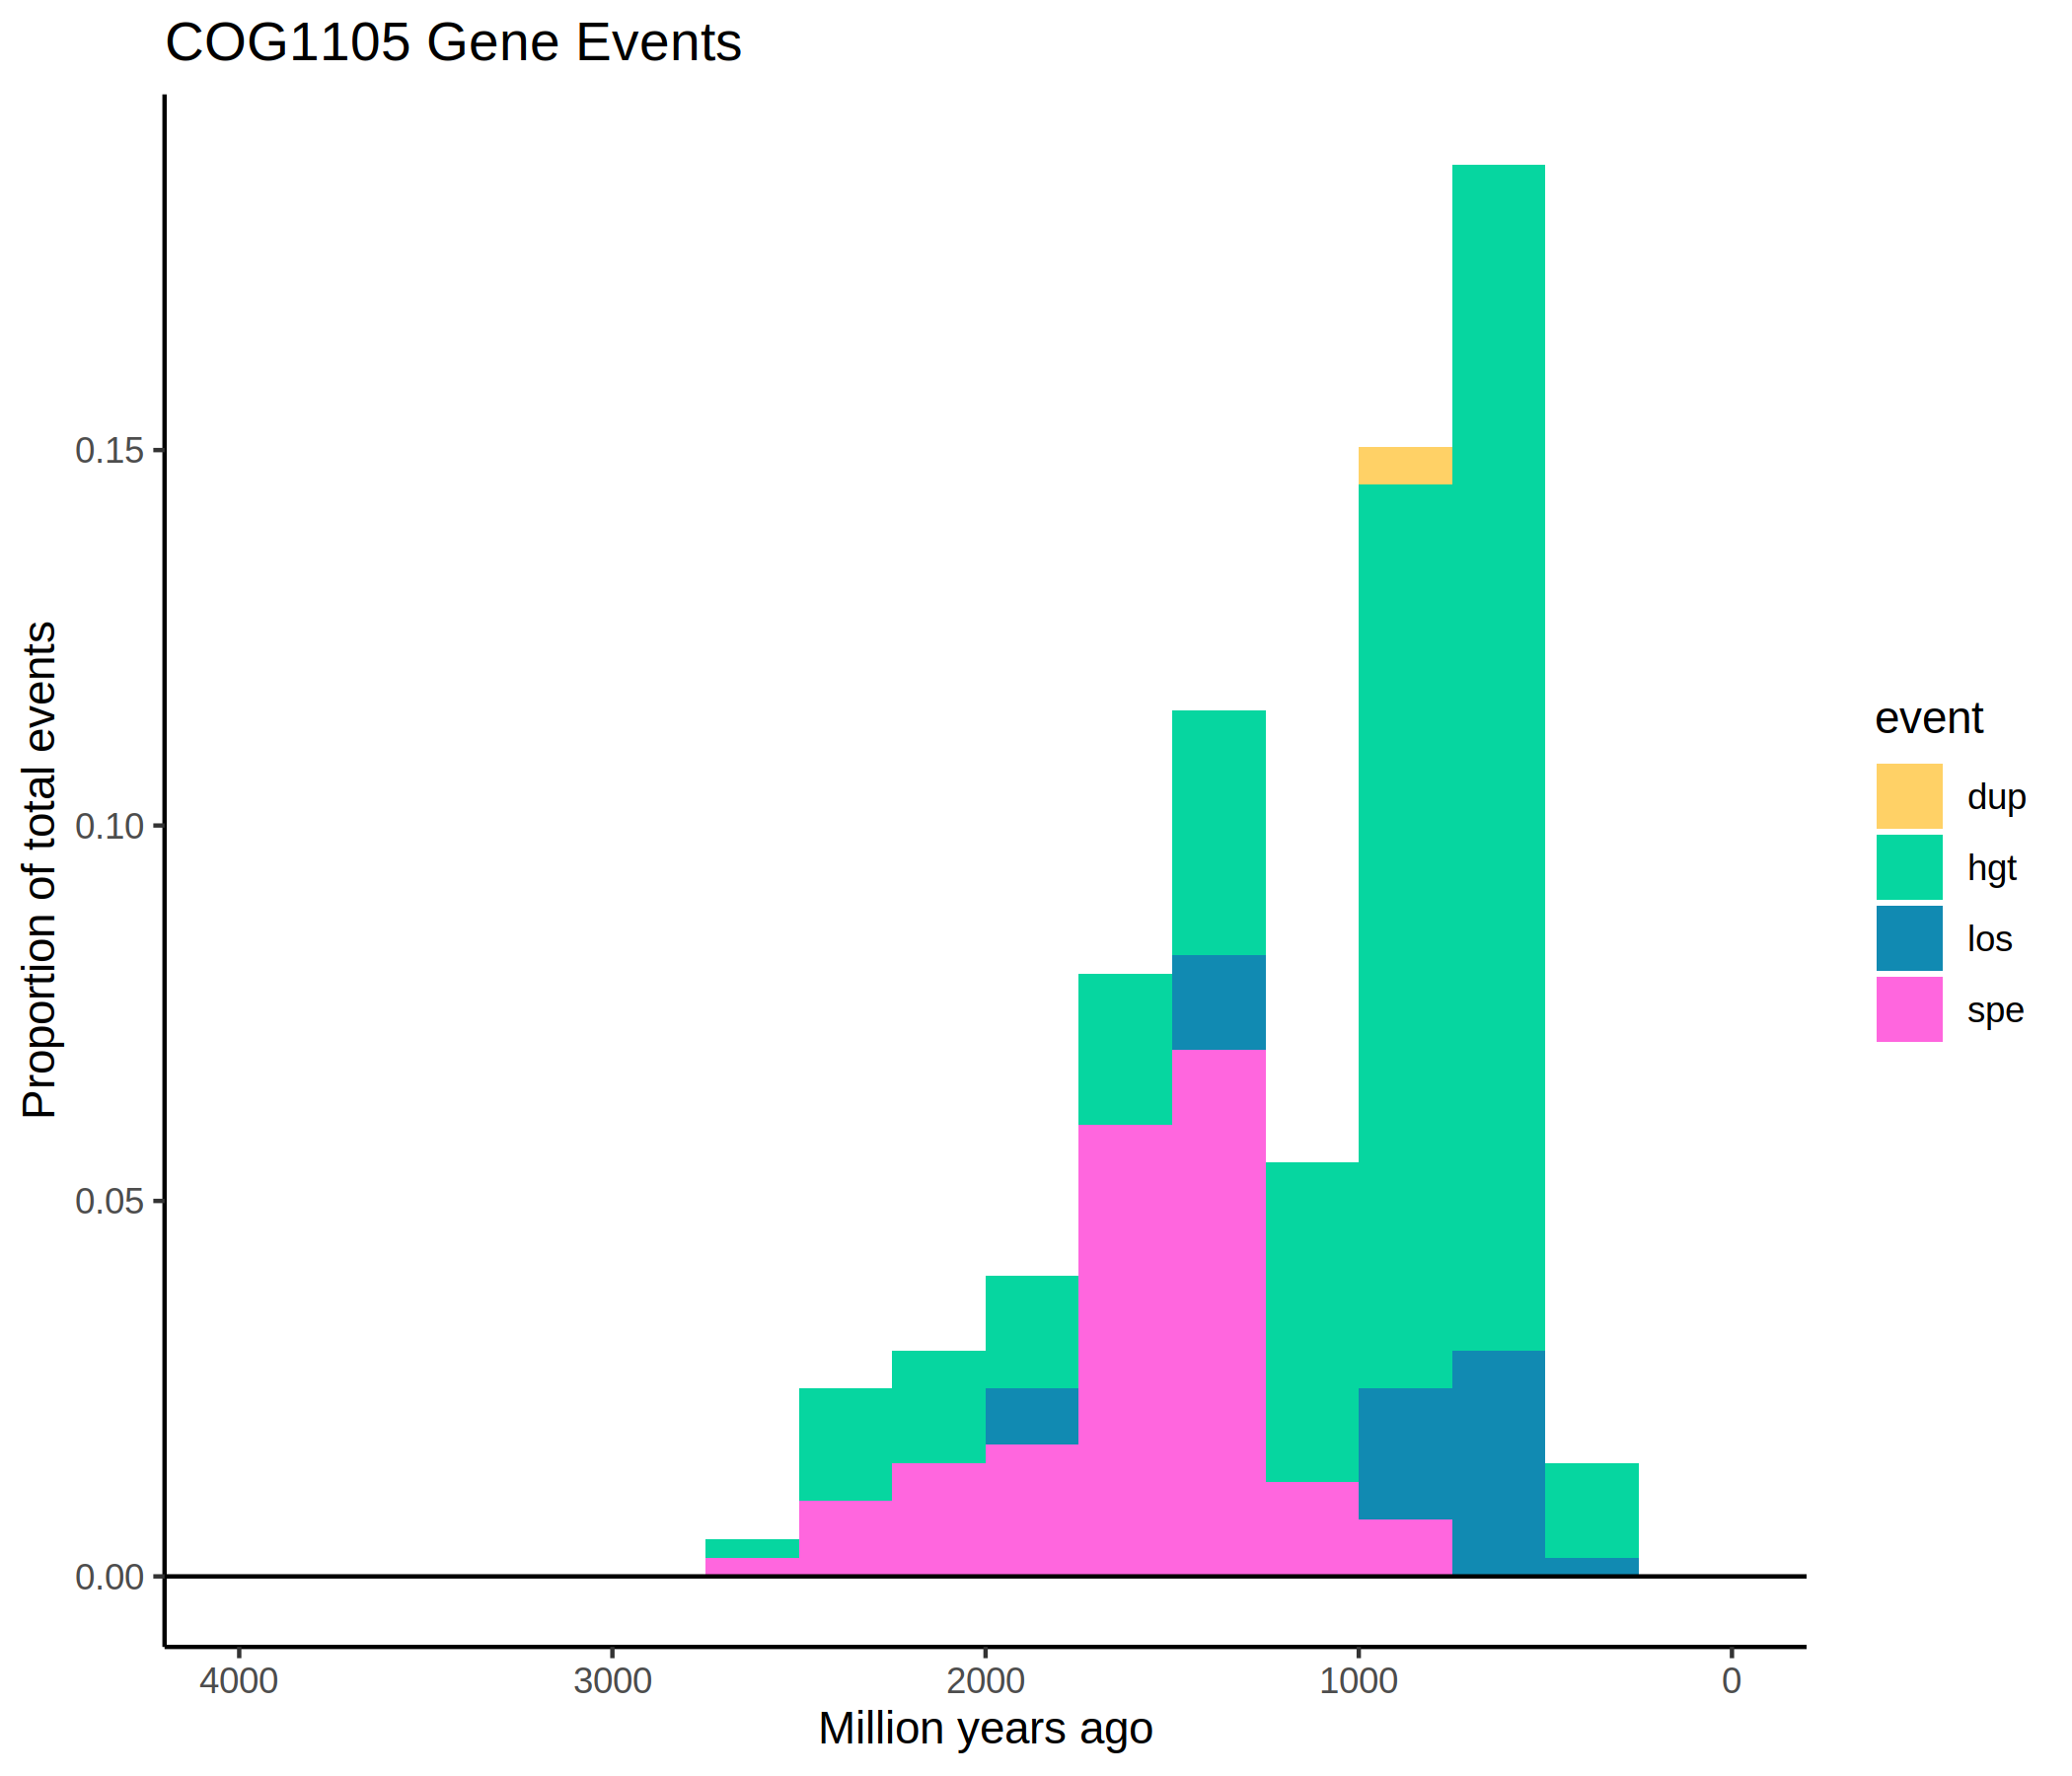 COG1105 Gene Events
Proportion of total events
0.15
0.10
0.05
0.00
4000 3000 2000 1000 0
Million years ago
event
dup
hgt
los
spe